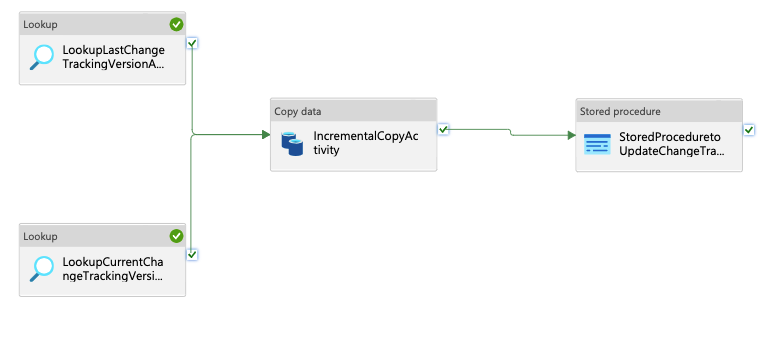 Lookup
LookupLastChange
TrackingVersionA...
Copy data
IncrementalCopyAc
tivity
Stored procedure
StoredProcedureto
UpdateChangeTra...
Lookup
LookupCurrentCha
ngeTrackingVersi...